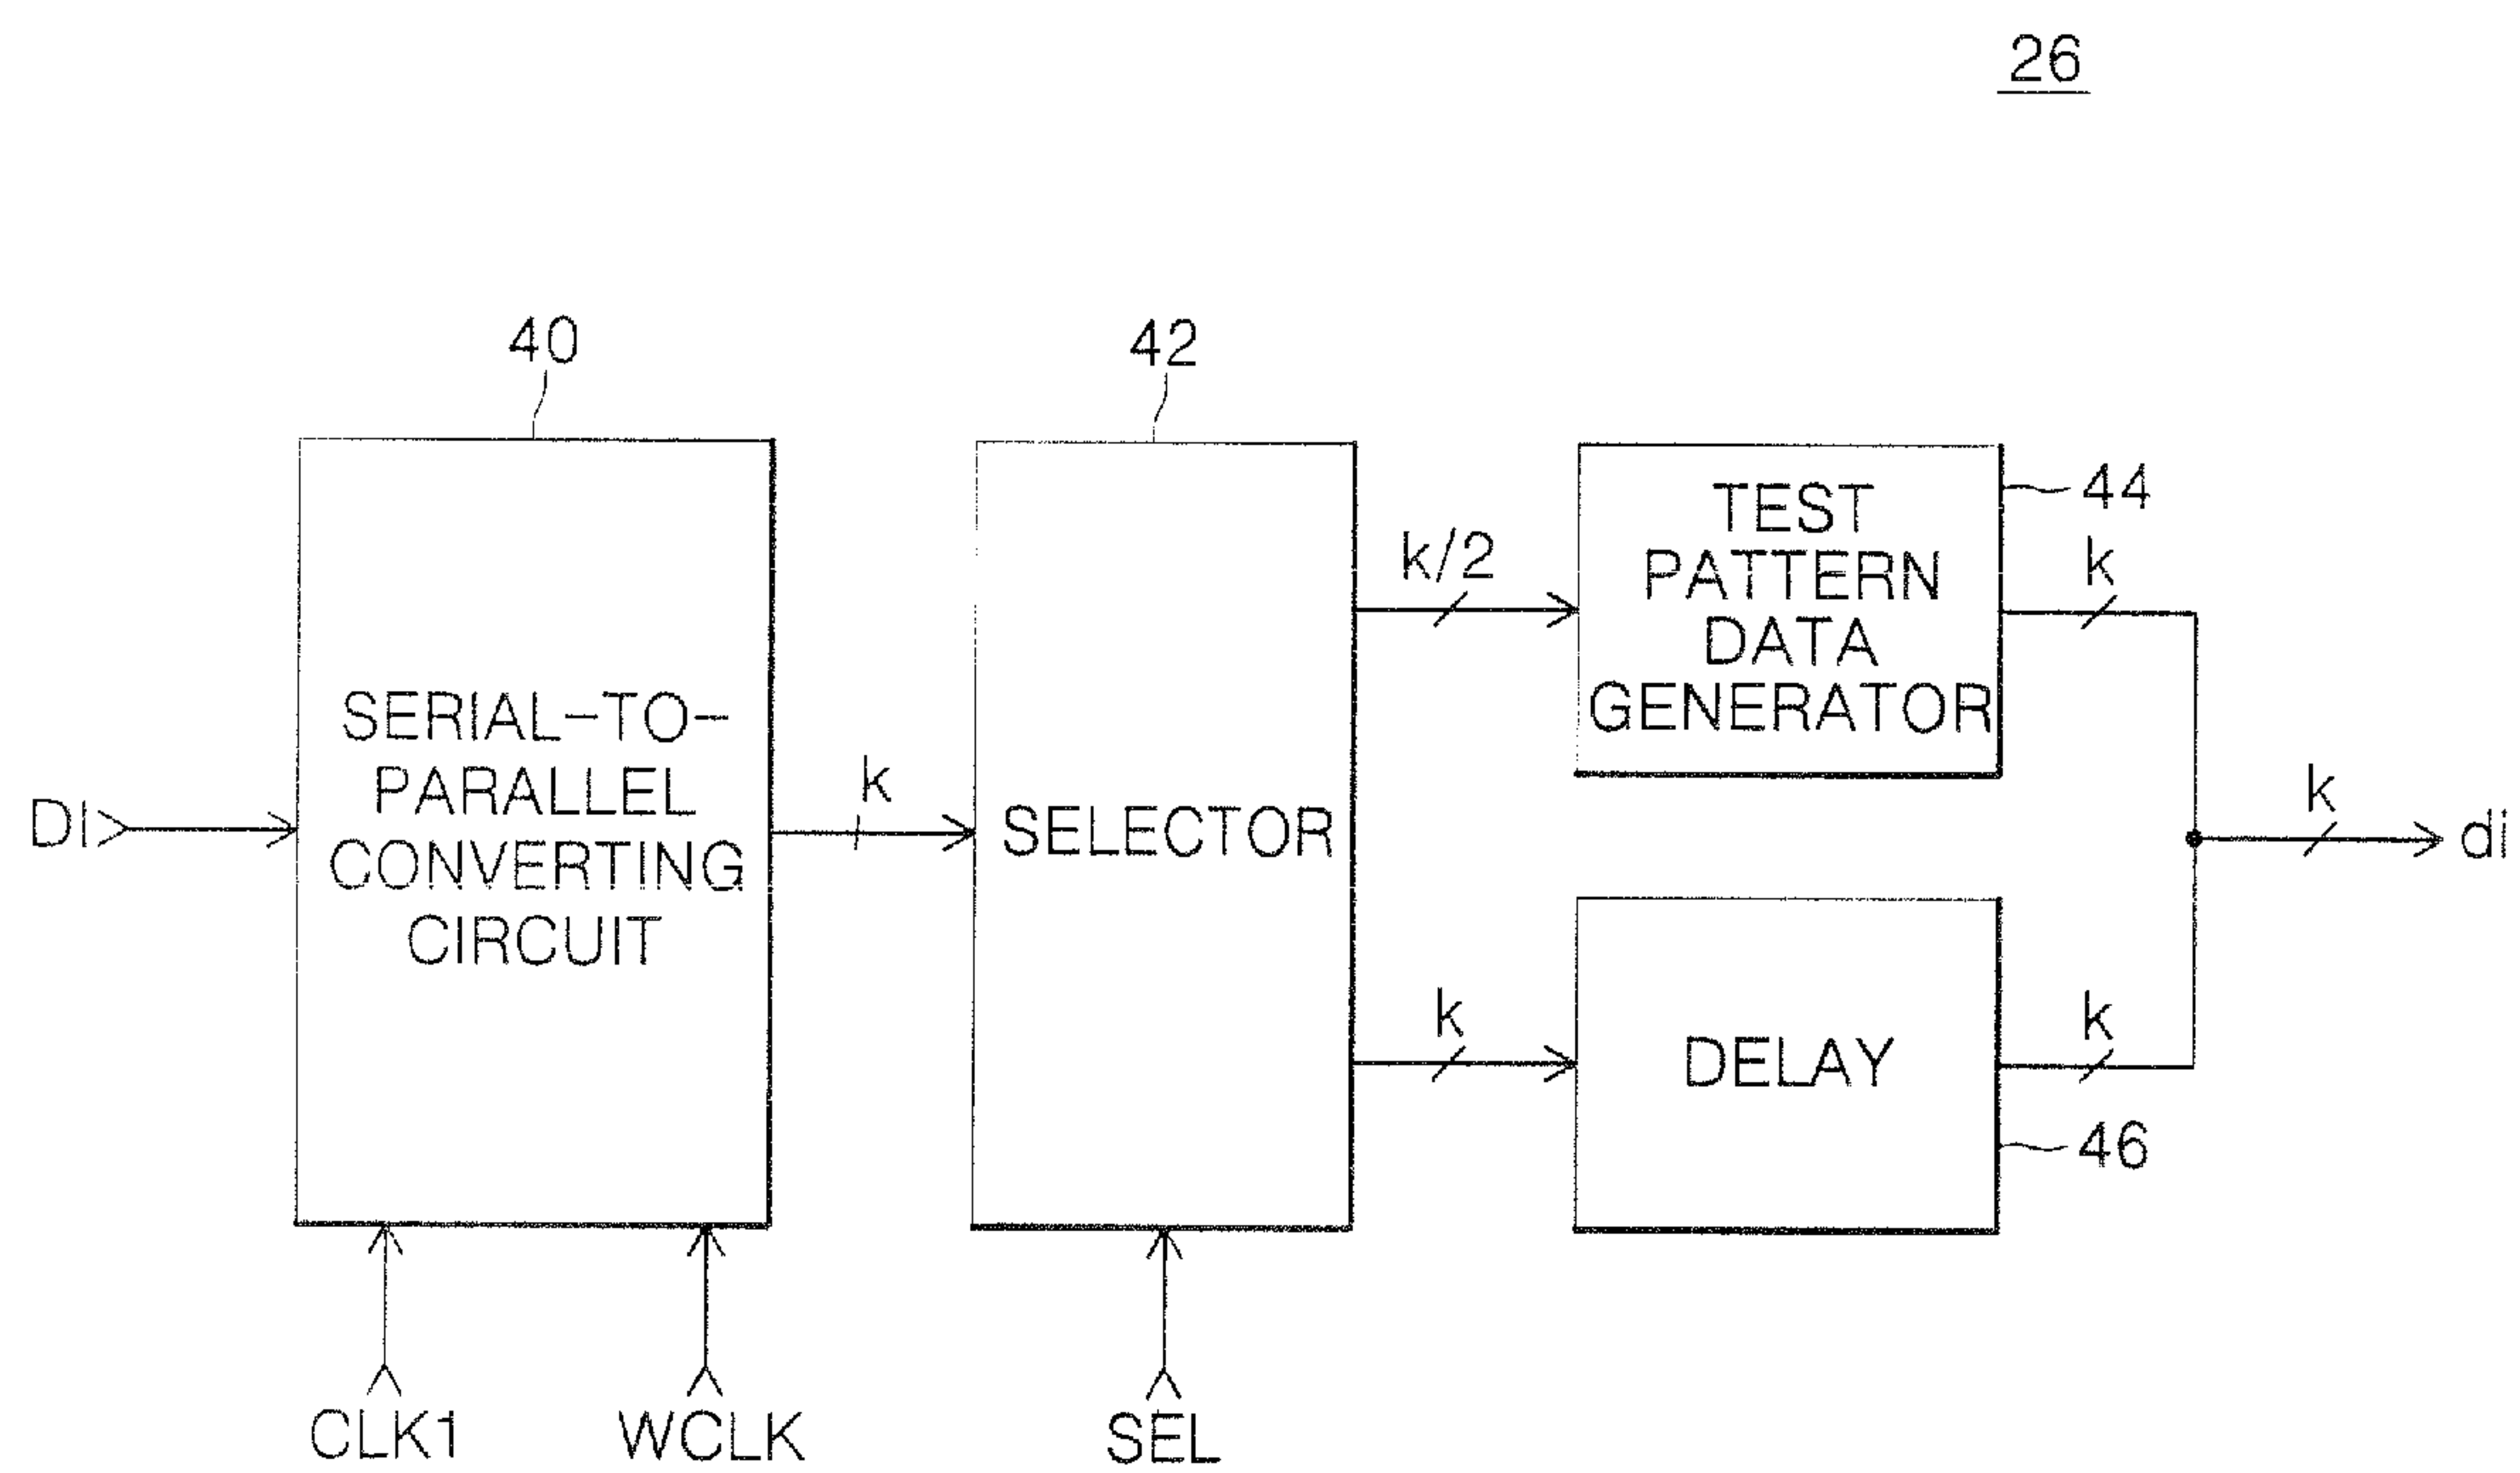 26
40
42
SERIAL-TO-
PARALLEL
CONVERTING
CIRCUIT
SELECTOR
TEST
PATTERN
DATA
GENERATOR
44
DELAY
46
DI
k
k/2
k
k
k
k
di
CLK1
WCLK
SEL